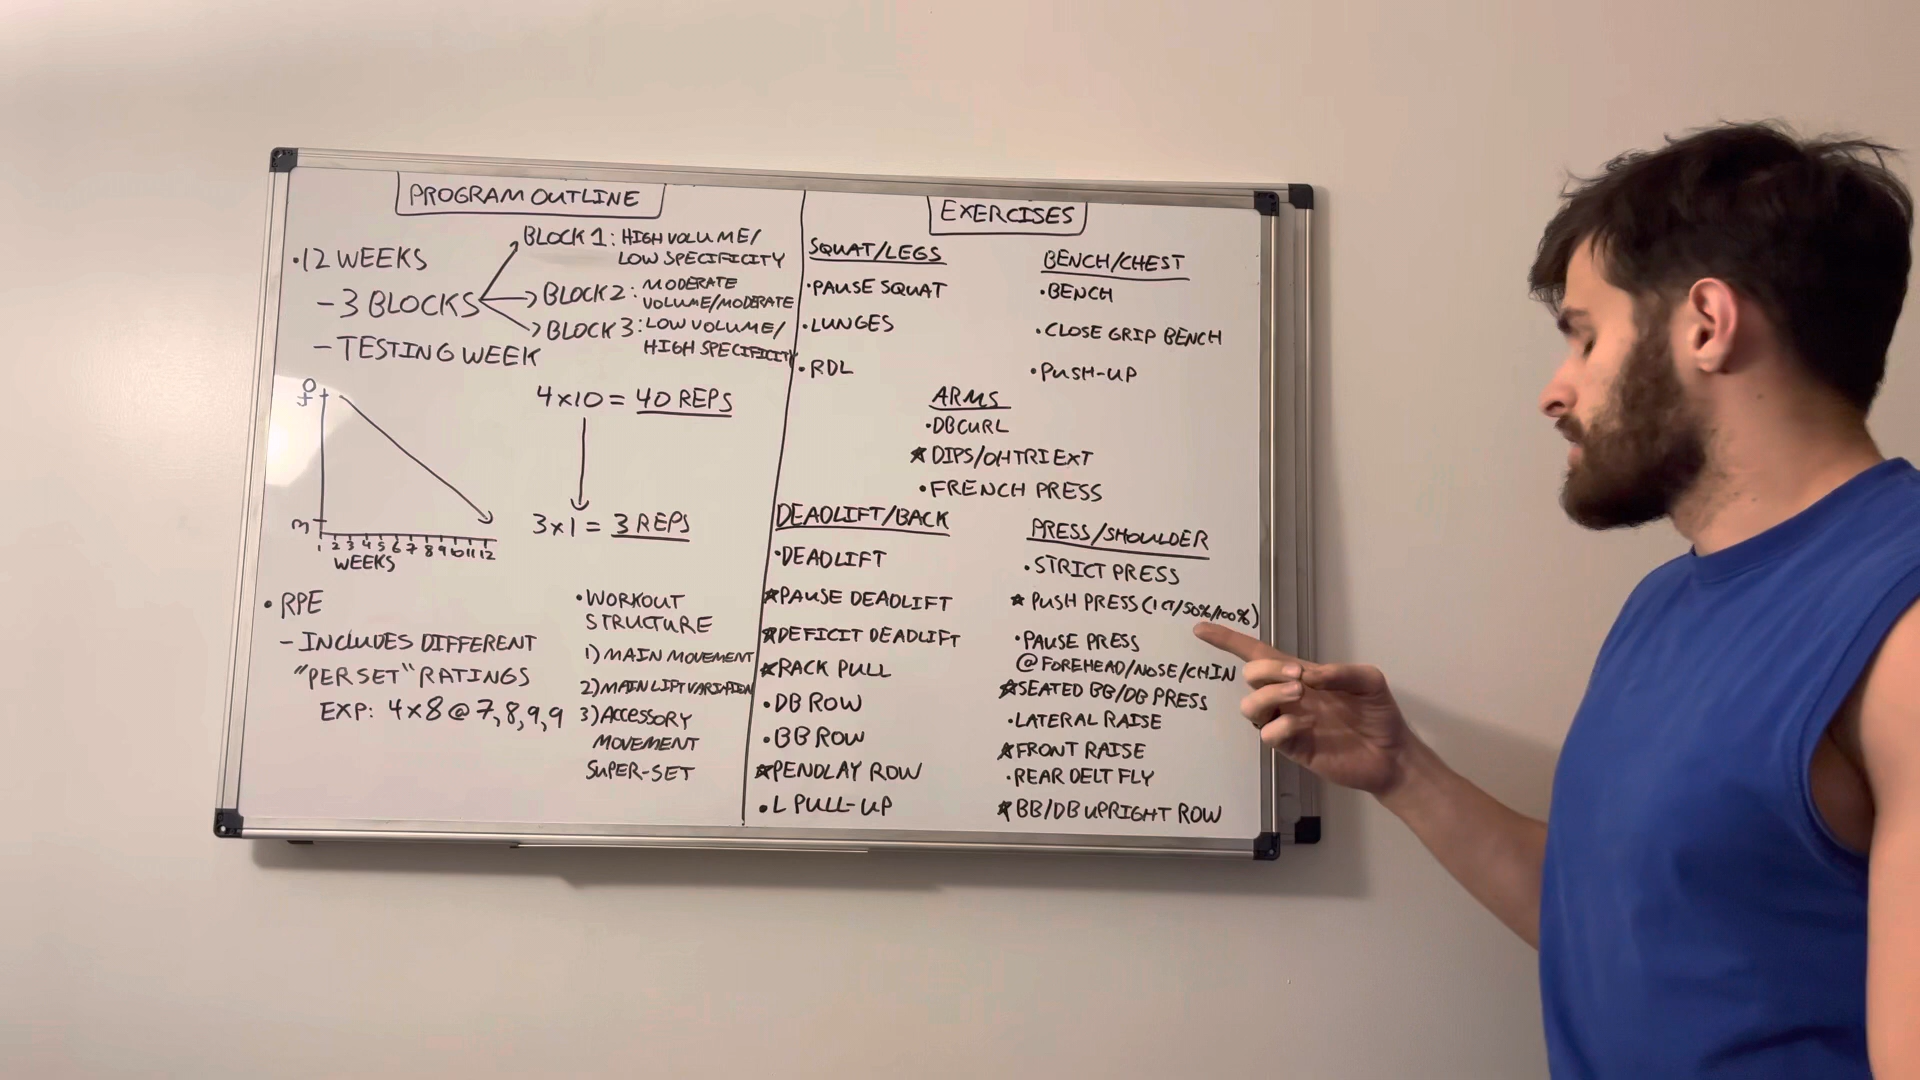 PROGRAM OUTLINE
• 12 WEEKS
- 3 BLOCKS
BLOCK 1: HIGH VOLUME/
LOW SPECIFICITY
BLOCK 2: MODERATE
VOLUME/MODERATE
BLOCK 3: LOW VOLUME/
HIGH SPECIFICITY
- TESTING WEEK
40
3
1 2 3 4 5 6 7 8 9 10 11 12
WEEKS
4x10 = 40 REPS
3x1 = 3 REPS
• RPE
- INCLUDES DIFFERENT
"PER SET" RATINGS
EXP: 4x8@7,8,9,9
• WORKOUT
STRUCTURE
1) MAIN MOVEMENT
2) MAIN LIFT VARIATION
3) ACCESSORY
MOVEMENT
SUPER-SET
EXERCISES
SQUAT/LEGS
• PAUSE SQUAT
• LUNGES
• RDL
BENCH/CHEST
• BENCH
• CLOSE GRIP BENCH
• PUSH-UP
ARMS
• DB CURL
★ DIPS/OH TRI EXT
• FRENCH PRESS
DEADLIFT/BACK
• DEADLIFT
★ PAUSE DEADLIFT
★ DEFICIT DEADLIFT
★ RACK PULL
• DB ROW
• BB ROW
★ PENDLAY ROW
• L PULL-UP
PRESS/SHOULDER
• STRICT PRESS
★ PUSH PRESS (1 CT/50%/100%)
• PAUSE PRESS
@ FOREHEAD/NOSE/CHIN
★ SEATED BB/DB PRESS
• LATERAL RAISE
★ FRONT RAISE
• REAR DELT FLY
★ BB/DB UPRIGHT ROW